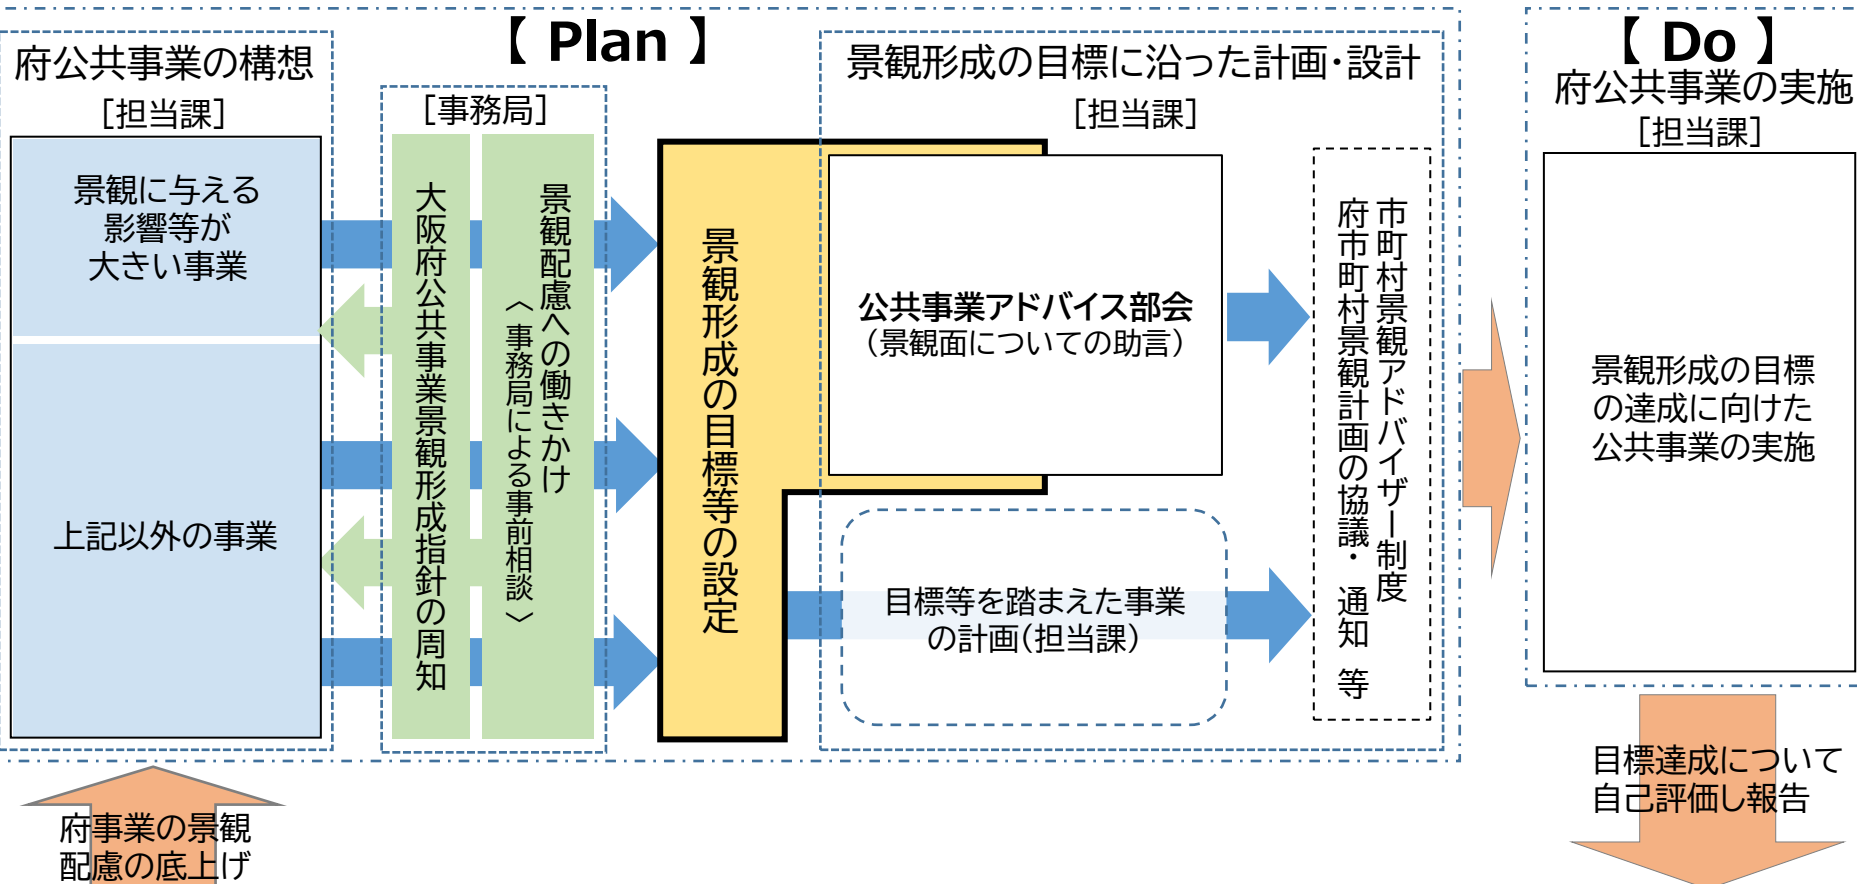 【 Plan 】
府公共事業の構想
［担当課］
景観に与える
影響等が
大きい事業
上記以外の事業
［事務局］
大阪府公共事業景観形成指針の周知
景観配慮への働きかけ
〈 事務局による事前相談 〉
景観形成の目標等の設定
景観形成の目標に沿った計画・設計
［担当課］
公共事業アドバイス部会
（景観面についての助言）
目標等を踏まえた事業
の計画（担当課）
市町村景観アドバイザー制度
府市町村景観計画の協議・ 通知 等
【 Do 】
府公共事業の実施
［担当課］
景観形成の目標
の達成に向けた
公共事業の実施
目標達成について
自己評価し報告
府事業の景観
配慮の底上げ